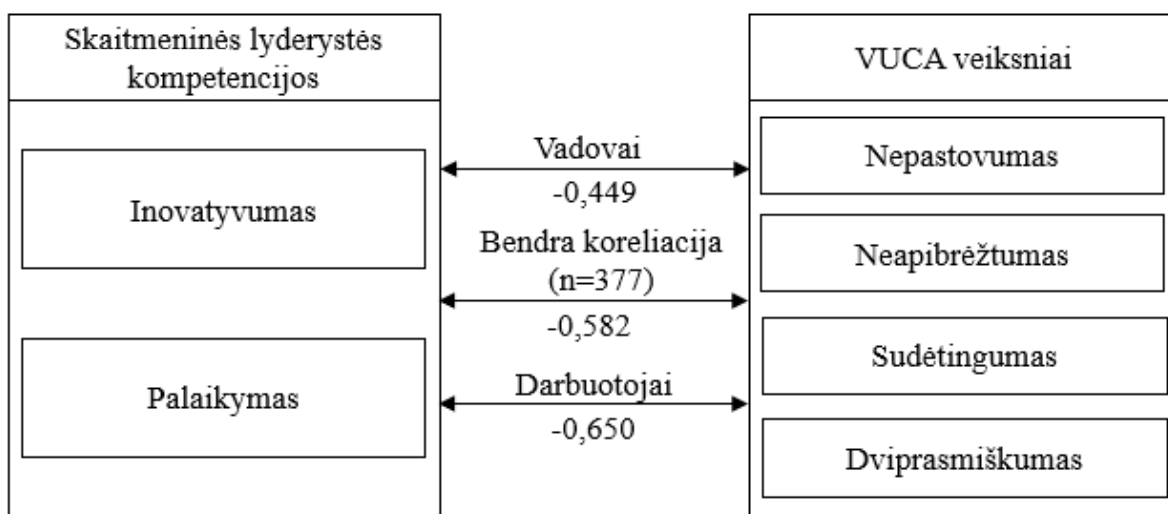 Skaitmeninės lyderystės
kompetencijos
Inovatyvumas
Palaikymas
Vadovai
-0,449
Bendra koreliacija
(n=377)
-0,582
Darbuotojai
-0,650
VUCA veiksniai
Nepastovumas
Neapibrėžtumas
Sudėtingumas
Dviprasmiškumas